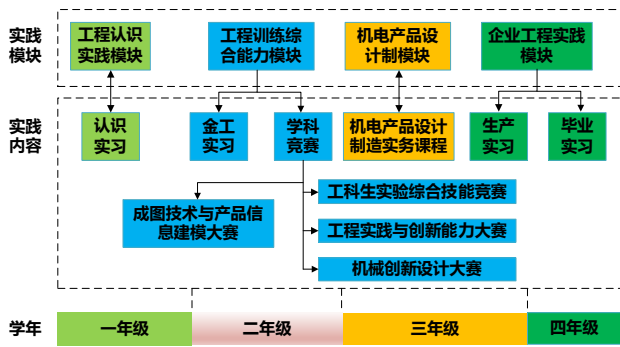 实践
模块
工程认识
实践模块
工程训练综
合能力模块
机电产品设
计制模块
企业工程实践
模块
实践
内容
认识
实习
金工
实习
学科
竞赛
机电产品设计
制造实务课程
生产
实习
毕业
实习
成图技术与产品信
息建模大赛
工科生实验综合技能竞赛
工程实践与创新能力大赛
机械创新设计大赛
学年
一年级
二年级
三年级
四年级